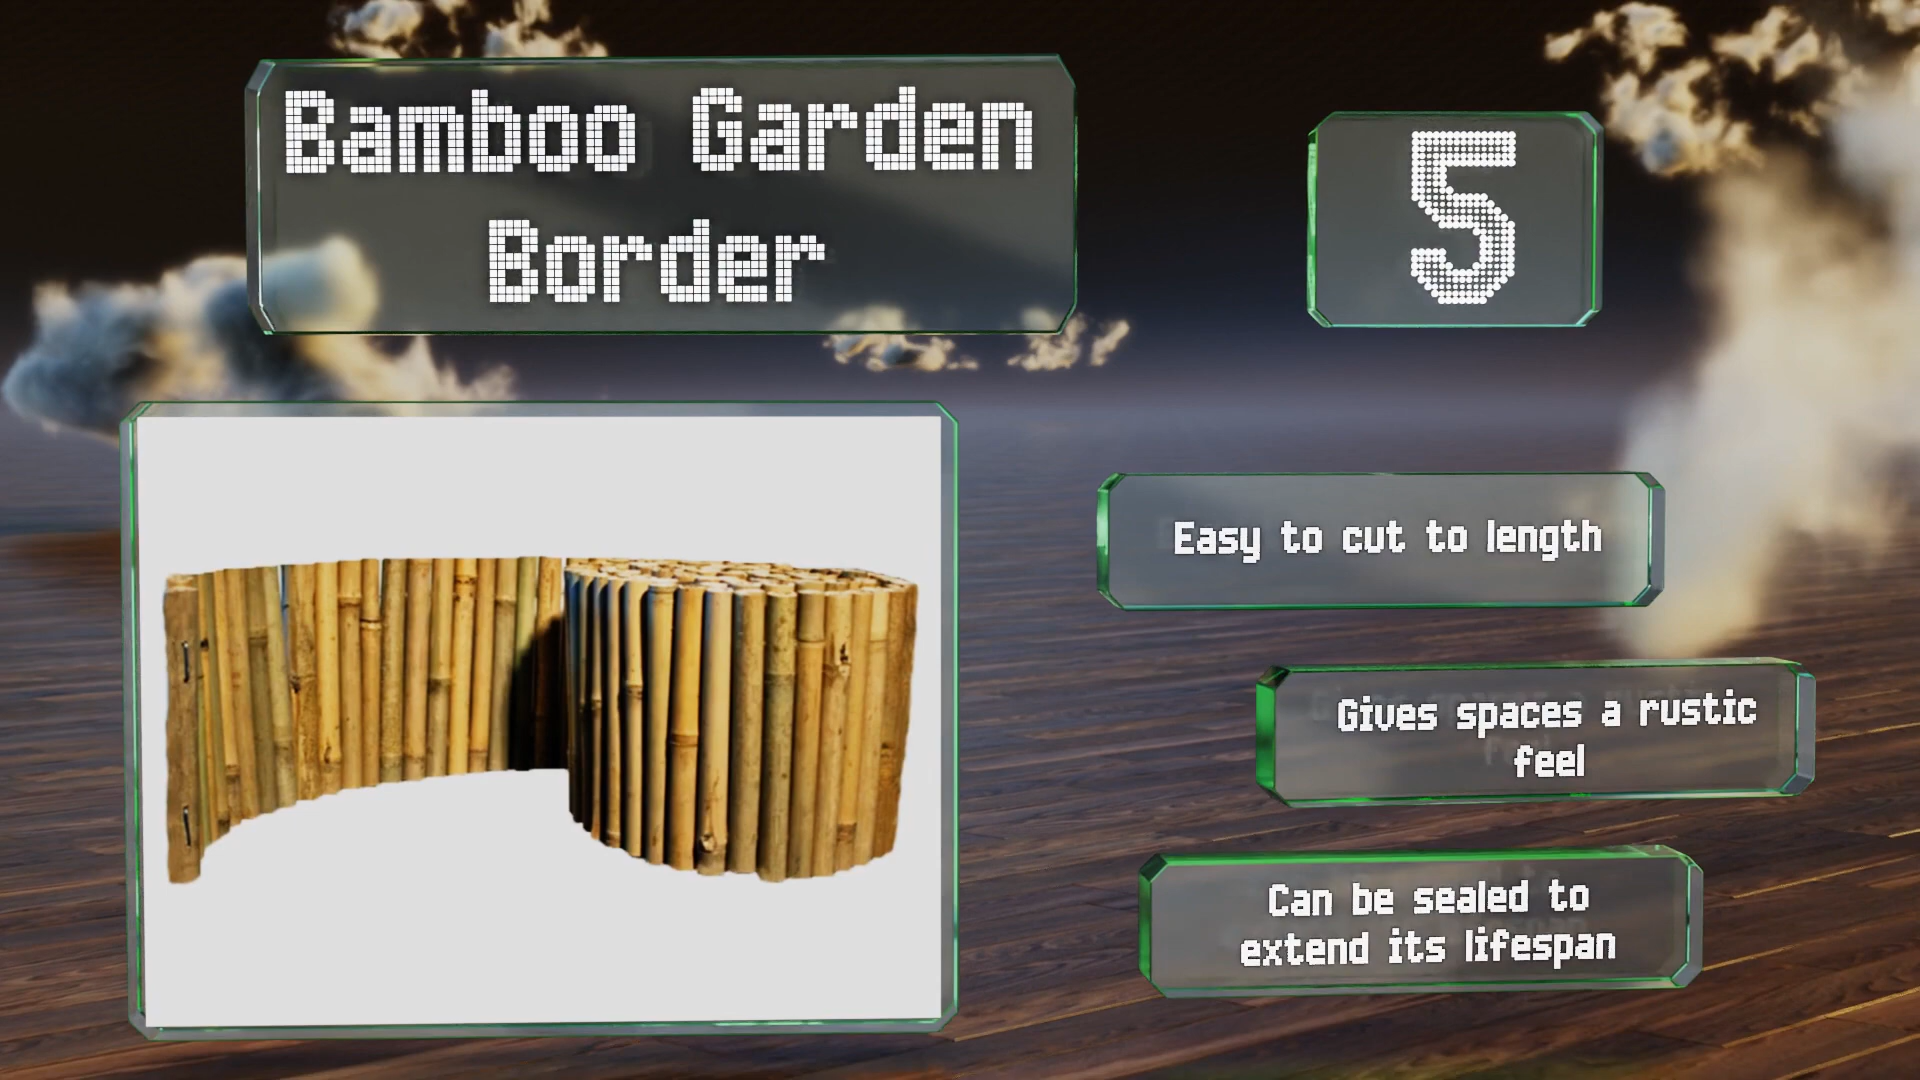 Bamboo Garden
Border
5
Easy to cut to length
Gives spaces a rustic
feel
Can be sealed to
extend its lifespan